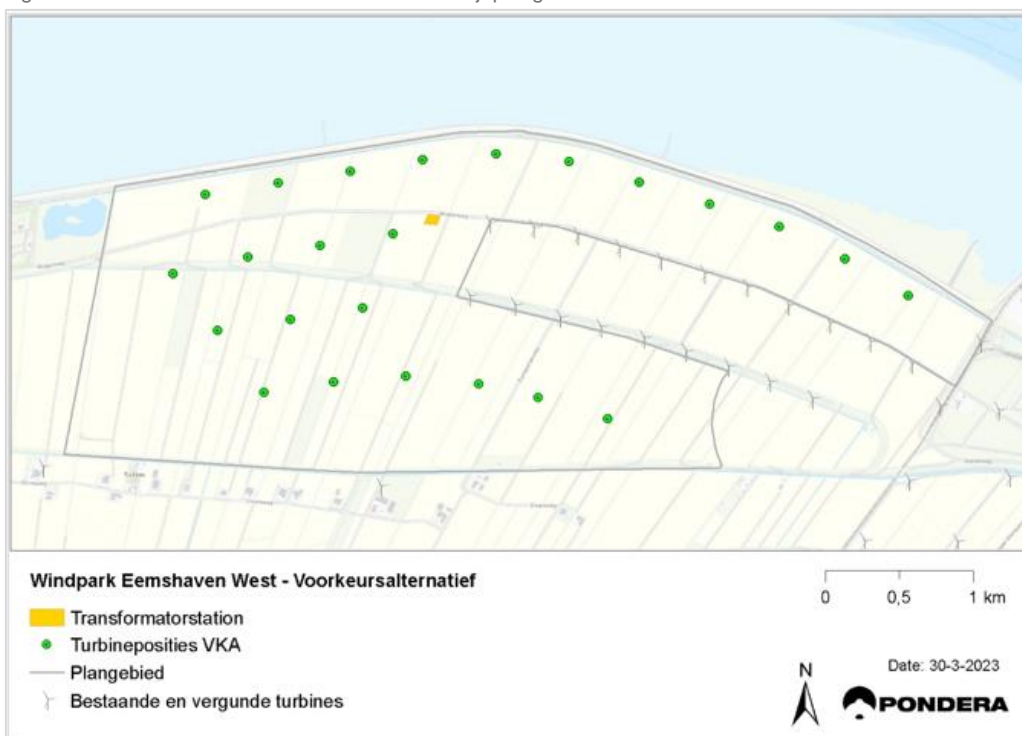 Windpark Eemshaven West - Voorkeursalternatief
Transformatorstation
Turbineposities VKA
Plangebied
Bestaande en vergunde turbines
0 0,5 1 km
N
Date: 30-3-2023
PONDERA